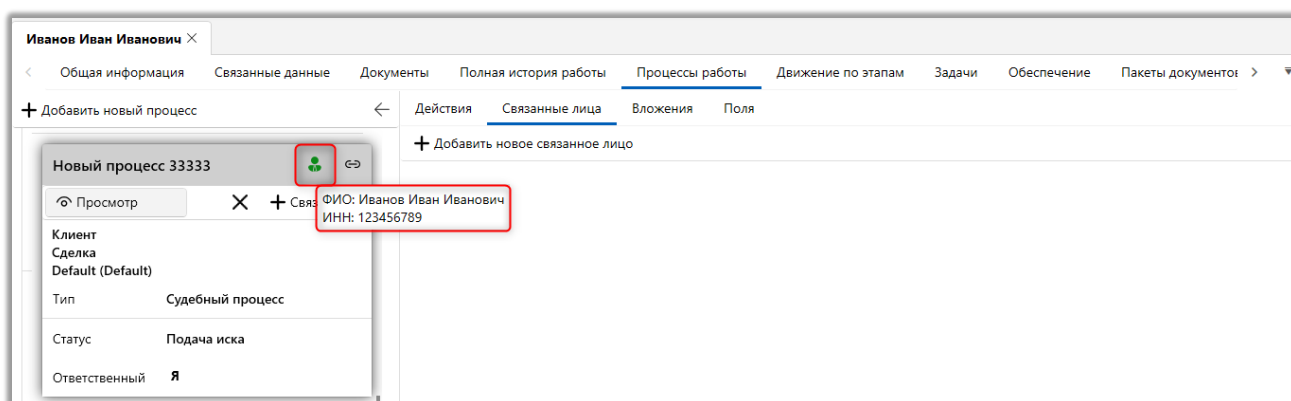 Иванов Иван Иванович
Общая информация Связанные данные Документы Полная история работы Процессы работы Движение по этапам Задачи Обеспечение Пакеты документов
Добавить новый процесс
Действия Связанные лица Вложения Поля
Добавить новое связанное лицо
Новый процесс 33333
Просмотр
ФИО: Иванов Иван Иванович
ИНН: 123456789
Клиент
Сделка
Default (Default)
Тип Судебный процесс
Статус Подача иска
Ответственный Я